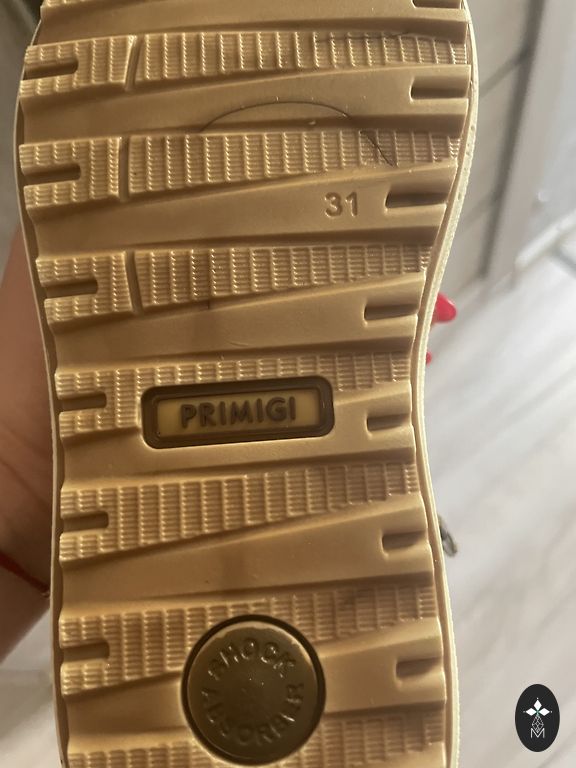 31
PRIMIGI
SHOCK
ABSORBER